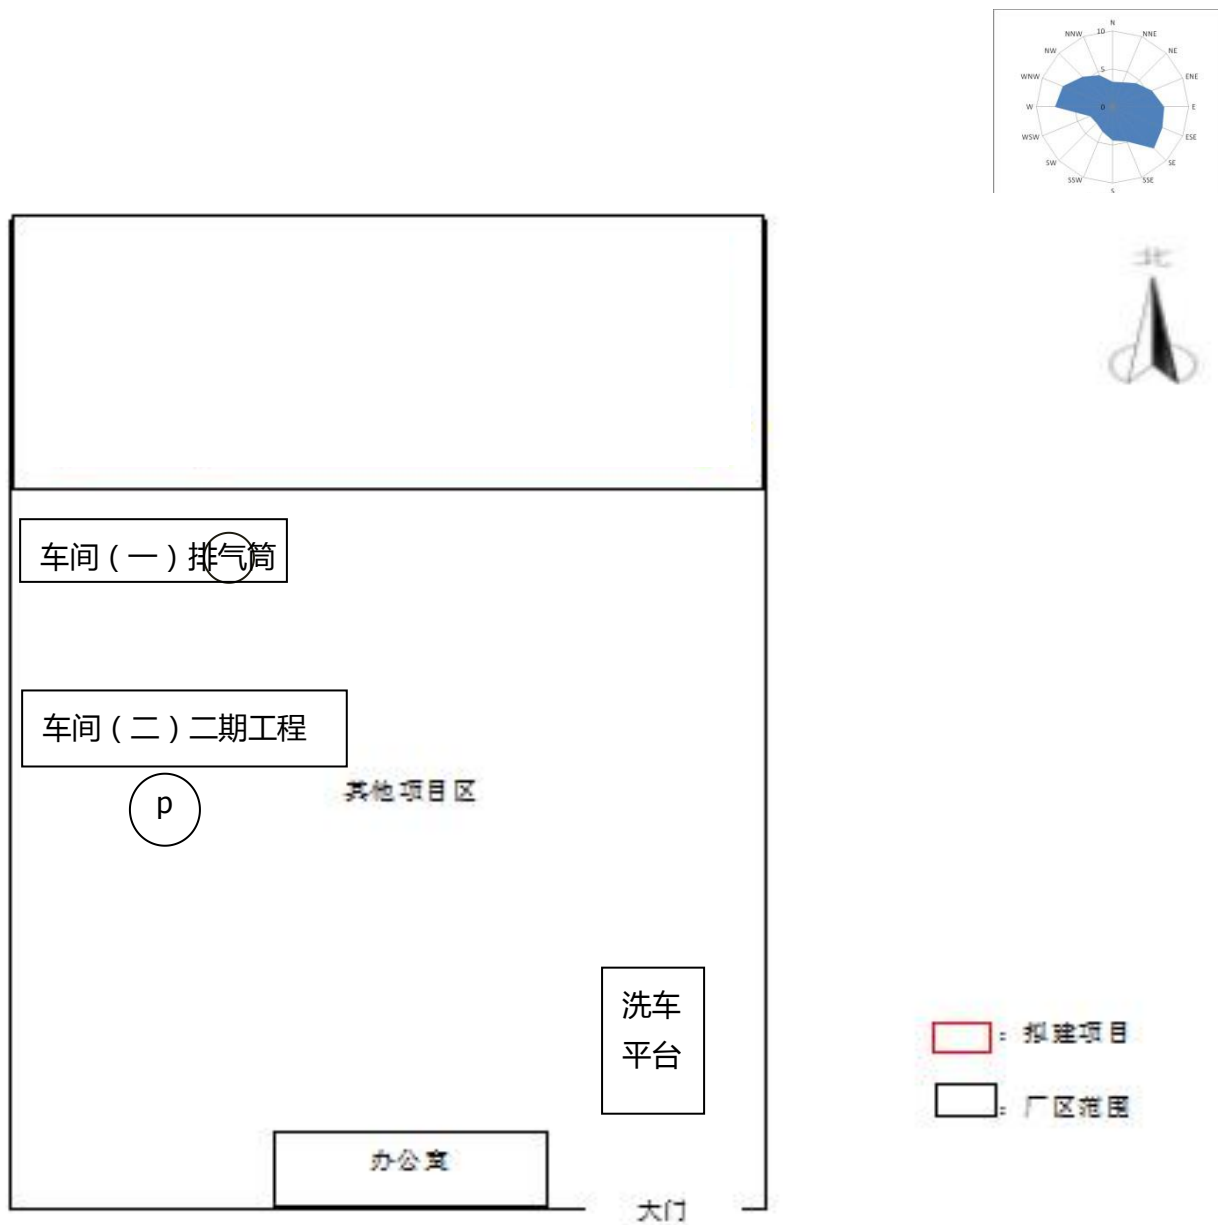 N
NNE
NE
ENE
E
ESE
SE
SSE
S
SSW
SW
WSW
W
WNW
NW
NNW
10
5
0
北
车间（一）排气筒
车间（二）二期工程
p
其他项目区
洗车
平台
：拟建项目
：厂区范围
办公室
大门